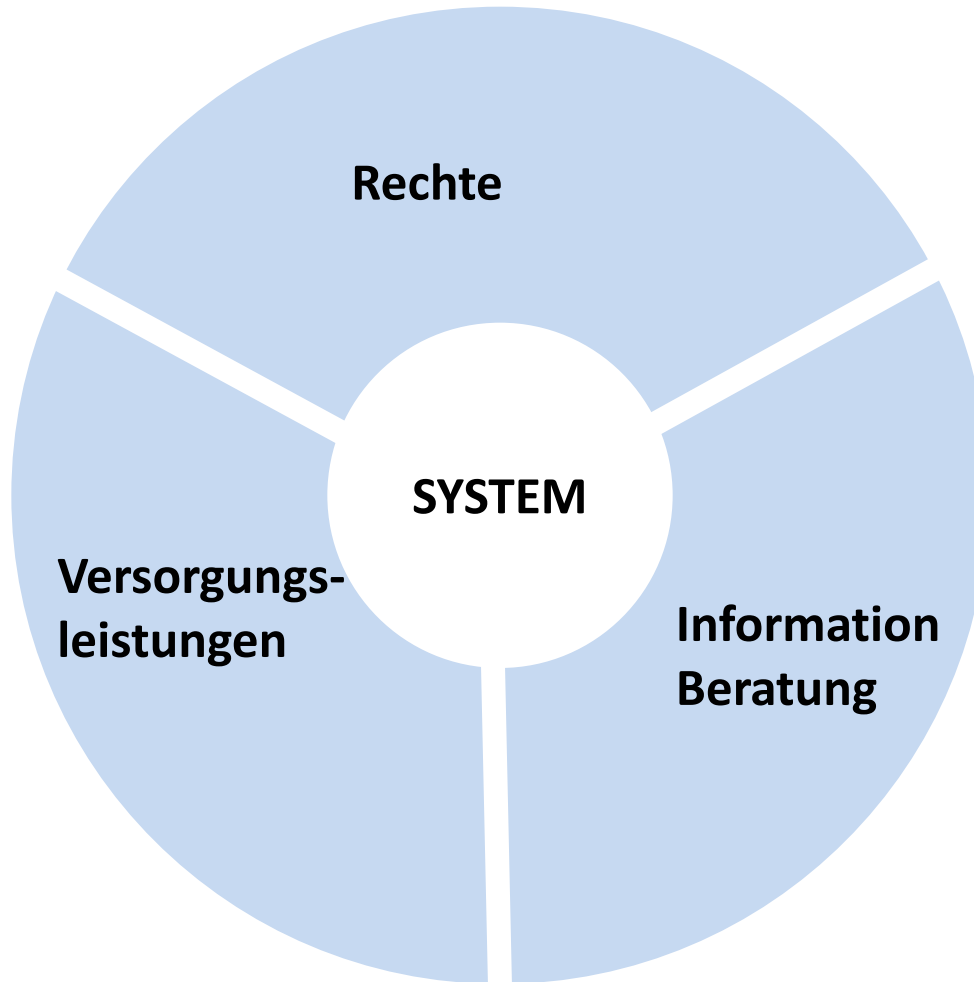 Rechte
SYSTEM
Versorgungs-
leistungen
Information
Beratung